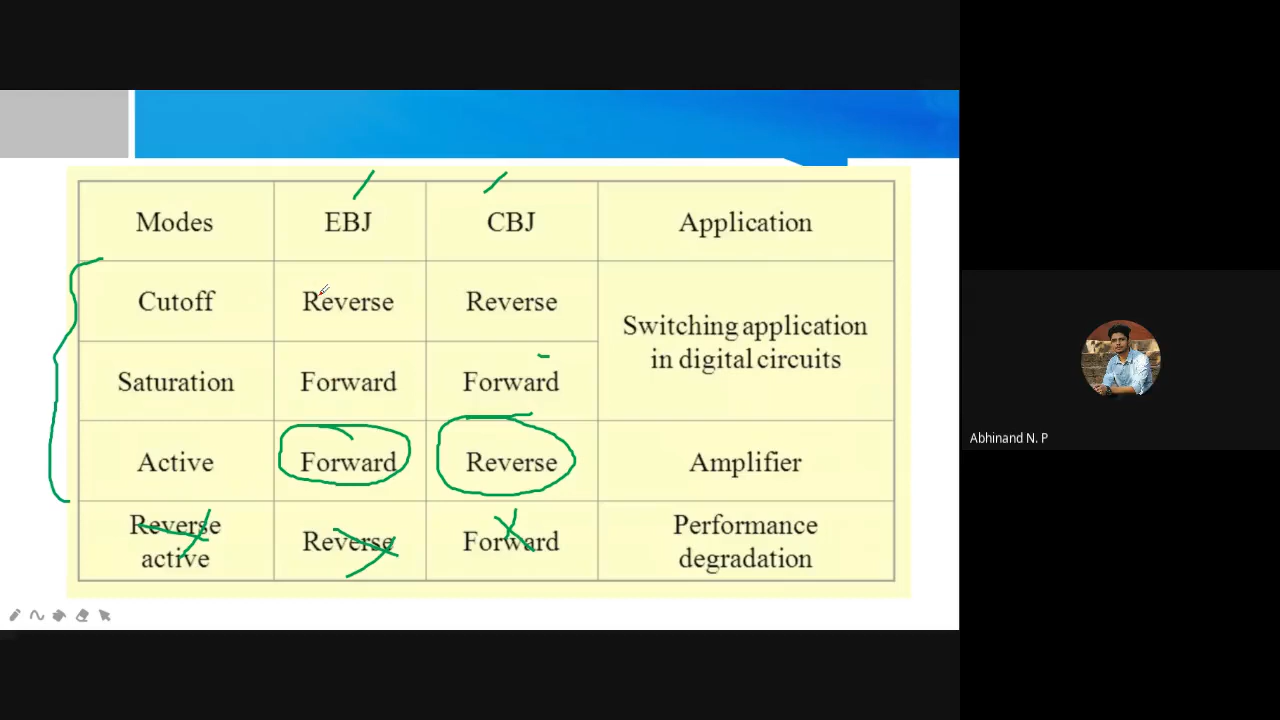 Modes EBJ CBJ Application
Cutoff Reverse Reverse
Switching application
in digital circuits
Saturation Forward Forward
Active Forward Reverse Amplifier
Reverse
active
Reverse Forward
Performance
degradation
Abhinand N. P